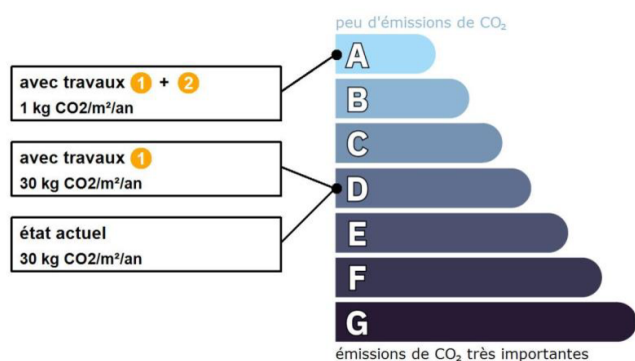 peu d'émissions de CO₂
A
avec travaux 1 + 2
1 kg CO2/m²/an
B
C
avec travaux 1
30 kg CO2/m²/an
D
état actuel
30 kg CO2/m²/an
E
F
G
émissions de CO₂ très importantes